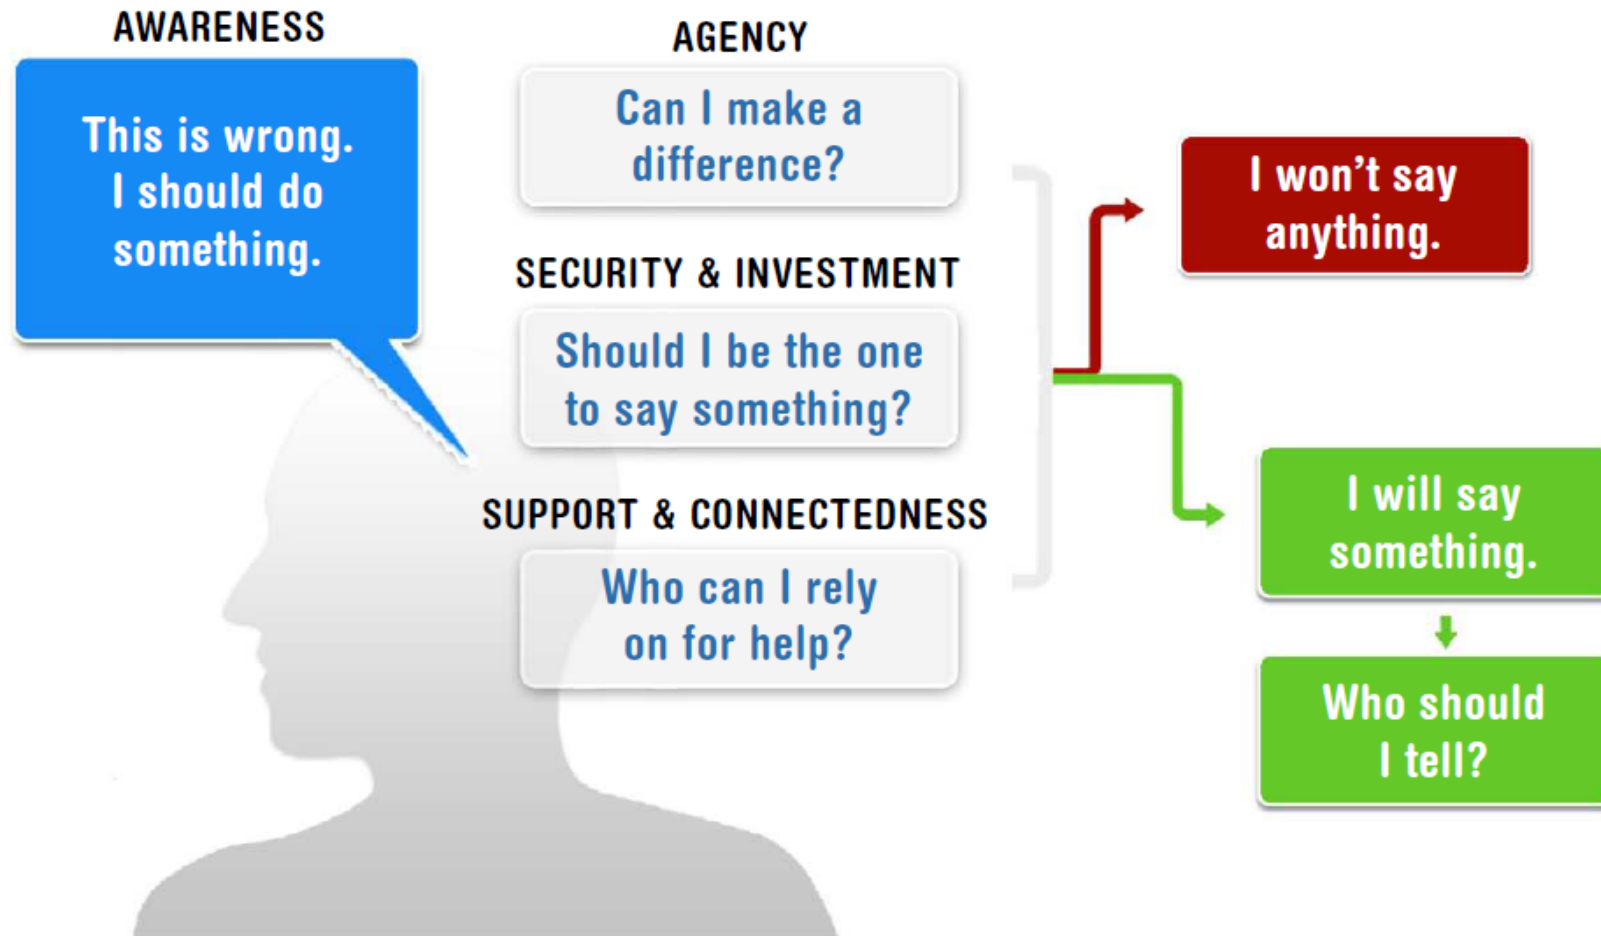 AWARENESS
This is wrong.
I should do
something.
AGENCY
Can I make a
difference?
SECURITY & INVESTMENT
Should I be the one
to say something?
SUPPORT & CONNECTEDNESS
Who can I rely
on for help?
I won’t say
anything.
I will say
something.
Who should
I tell?